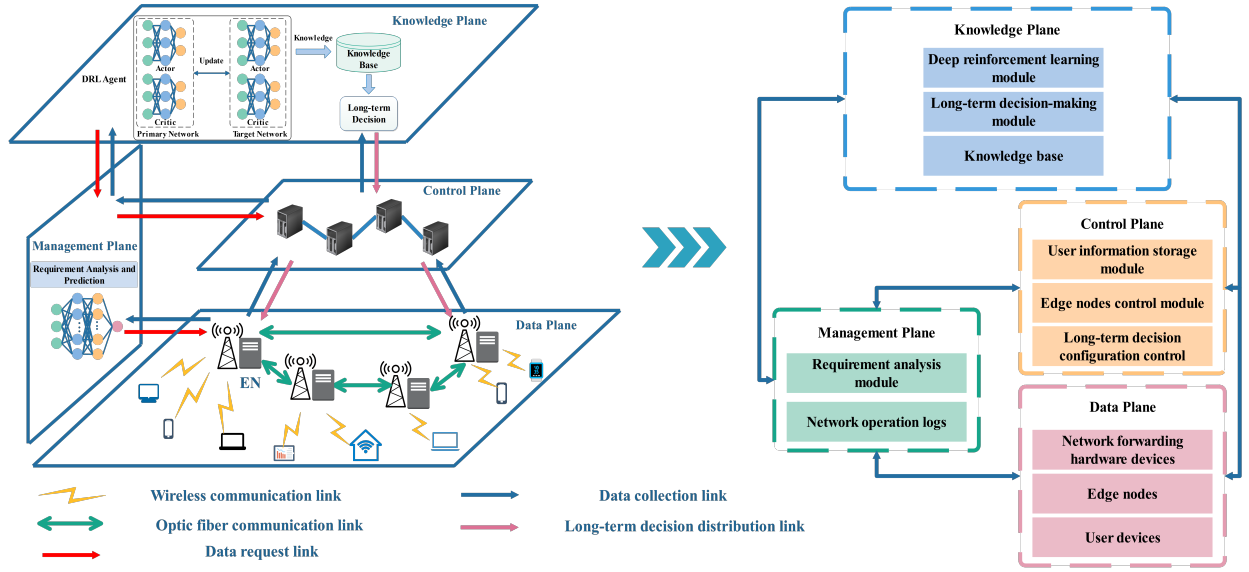 Knowledge Plane
DRL Agent
Actor
Critic
Primary Network
Update
Actor
Critic
Target Network
Knowledge
Knowledge
Base
Long-term
Decision
Control Plane
Management Plane
Requirement Analysis and
Prediction
Data Plane
EN
Wireless communication link
Optic fiber communication link
Data request link
Data collection link
Long-term decision distribution link
Knowledge Plane
Deep reinforcement learning
module
Long-term decision-making
module
Knowledge base
Control Plane
User information storage
module
Edge nodes control module
Long-term decision
configuration control
Management Plane
Requirement analysis
module
Network operation logs
Data Plane
Network forwarding
hardware devices
Edge nodes
User devices